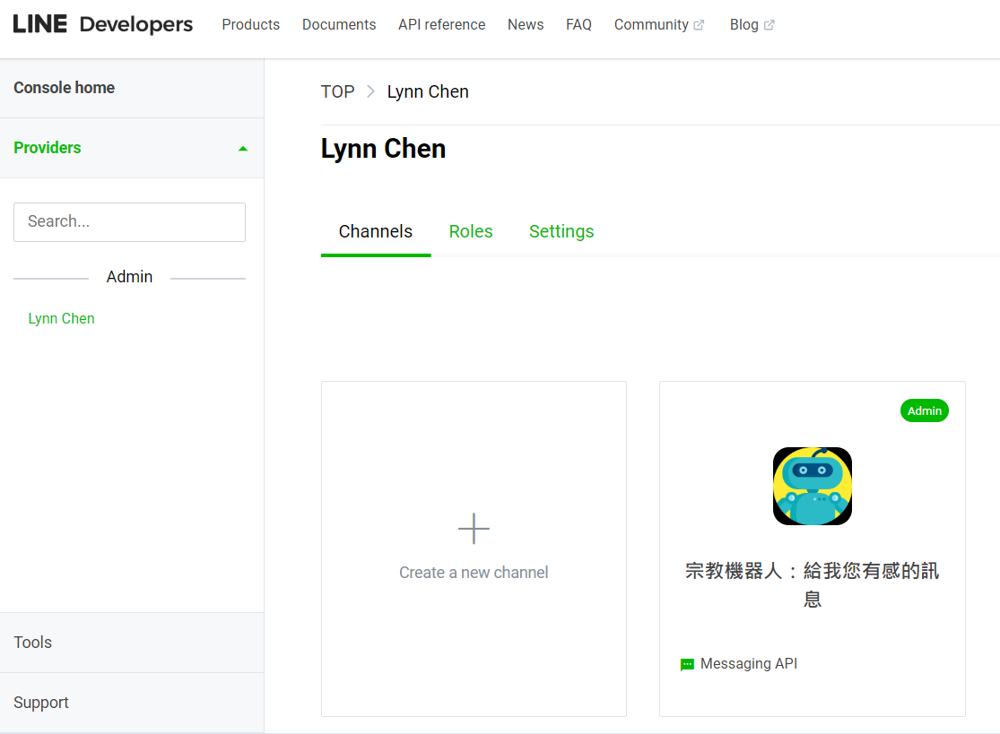 LINE Developers Products Documents API reference News FAQ Community Blog
Console home
Providers
Search...
Admin
Lynn Chen
Tools
Support
TOP > Lynn Chen
Lynn Chen
Channels Roles Settings
Create a new channel
Admin
宗教機器人：給我您有感的訊
息
Messaging API